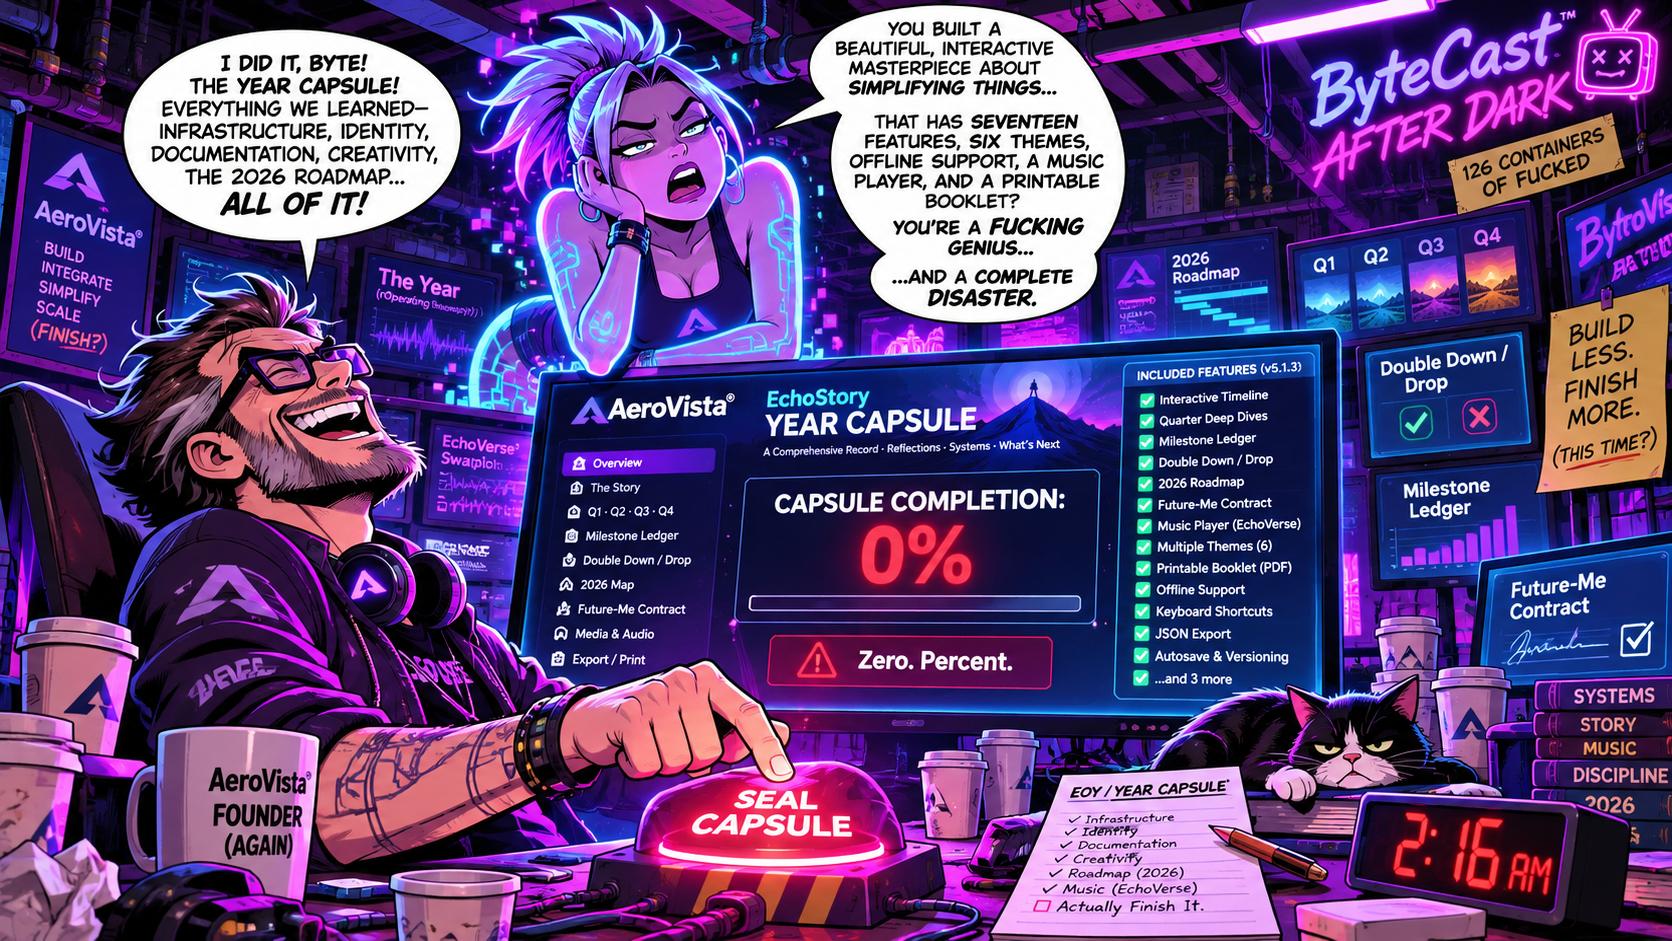 I DID IT, BYTE!
THE YEAR CAPSULE!
EVERYTHING WE LEARNED—
INFRASTRUCTURE, IDENTITY,
DOCUMENTATION, CREATIVITY,
THE 2026 ROADMAP...
ALL OF IT!
YOU BUILT A
BEAUTIFUL, INTERACTIVE
MASTERPIECE ABOUT
SIMPLIFYING THINGS...
THAT HAS SEVENTEEN
FEATURES, SIX THEMES,
OFFLINE SUPPORT, A MUSIC
PLAYER, AND A PRINTABLE
BOOKLET?
YOU'RE A FUCKING
GENIUS...
...AND A COMPLETE
DISASTER.
ByteCast™
AFTER DARK
126 CONTAINERS
OF FUCKED
AeroVista®
BUILD
INTEGRATE
SIMPLIFY
SCALE
(FINISH?)
The Year
EchoVerse
2026
Roadmap
Q1 Q2 Q3 Q4
BUILD
LESS.
FINISH
MORE.
(THIS TIME?)
Double Down /
Drop
Milestone
Ledger
Future-Me
Contract
AeroVista®
Overview
The Story
Q1 · Q2 · Q3 · Q4
Milestone Ledger
Double Down / Drop
2026 Map
Future-Me Contract
Media & Audio
Export / Print
EchoStory
YEAR CAPSULE
A Comprehensive Record · Reflections · Systems · What's Next
CAPSULE COMPLETION:
0%
Zero. Percent.
INCLUDED FEATURES (v5.1.3)
Interactive Timeline
Quarter Deep Dives
Milestone Ledger
Double Down / Drop
2026 Roadmap
Future-Me Contract
Music Player (EchoVerse)
Multiple Themes (6)
Printable Booklet (PDF)
Offline Support
Keyboard Shortcuts
JSON Export
Autosave & Versioning
...and 3 more
SYSTEMS
STORY
MUSIC
DISCIPLINE
2026
AeroVista®
FOUNDER
(AGAIN)
SEAL
CAPSULE
EOY / YEAR CAPSULE
Infrastructure
Identity
Documentation
Creativity
Roadmap (2026)
Music (EchoVerse)
Actually Finish It.
2:16 AM